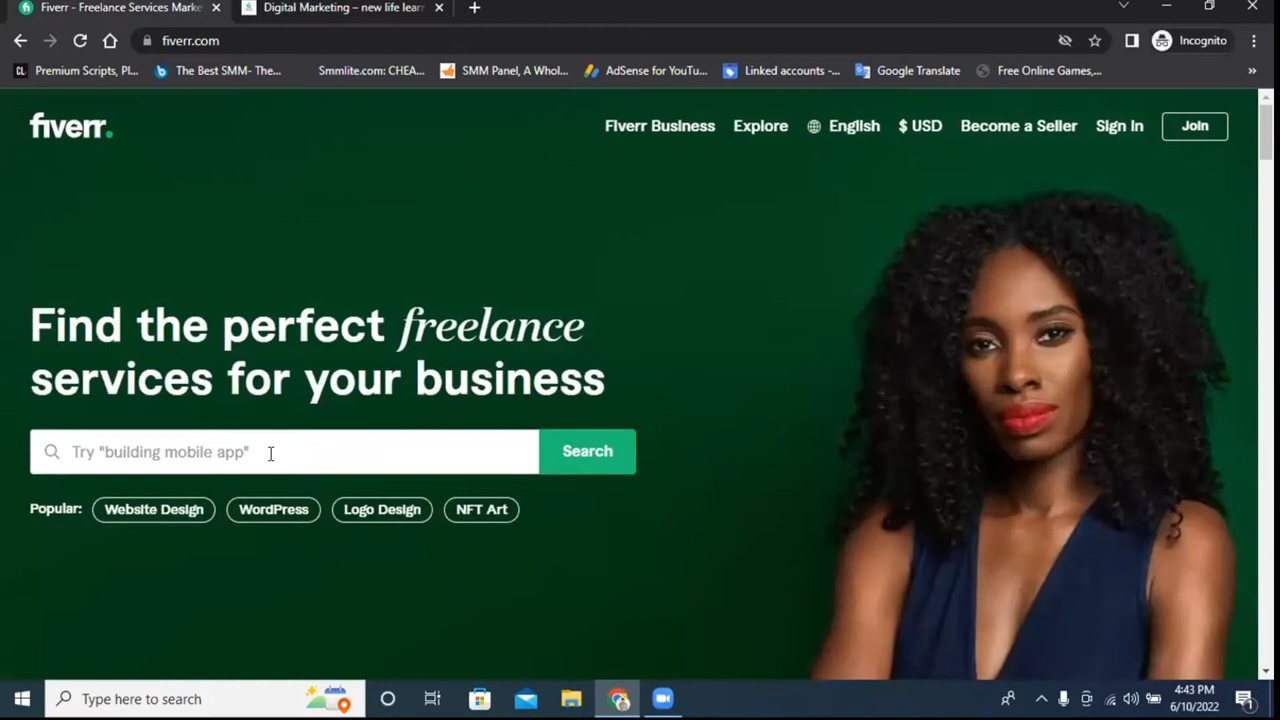 Fiverr - Freelance Services Marke
Digital Marketing – new life lear
fiverr.com
Incognito
CL Premium Scripts, Pl...
The Best SMM- The...
Smmlite.com: CHEA...
SMM Panel, A Whol...
AdSense for YouTu...
Linked accounts -...
Google Translate
Free Online Games,...
»
fiverr.
Fiverr Business
Explore
English
$ USD
Become a Seller
Sign In
Join
Find the perfect freelance
services for your business
Try "building mobile app"
Search
Popular:
Website Design
WordPress
Logo Design
NFT Art
Type here to search
4:43 PM
6/10/2022
1